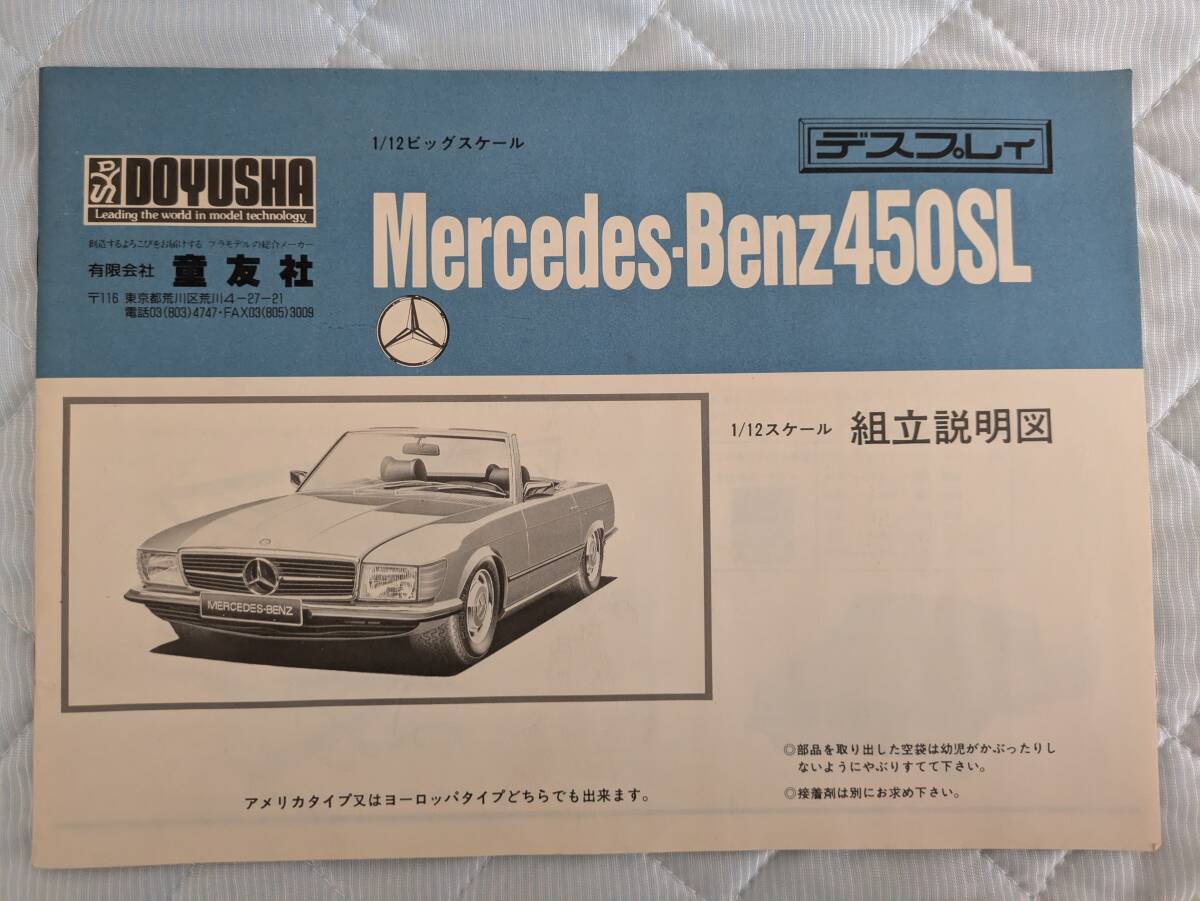 DOYUSHA
Leading the world in model technology.
創造するよろこびをお届けする プラモデルの総合メーカー
有限会社 童友社
〒116 東京都荒川区荒川4-27-21
電話03(803)4747・FAX03(805)3009
1/12ビッグスケール
デスプレイ
Mercedes-Benz450SL
1/12スケール 組立説明図
MERCEDES-BENZ
◎部品を取り出した空袋は幼児がかぶったりし
ないようにやぶりすてて下さい。
◎接着剤は別にお求め下さい。
アメリカタイプ又はヨーロッパタイプどちらでも出来ます。